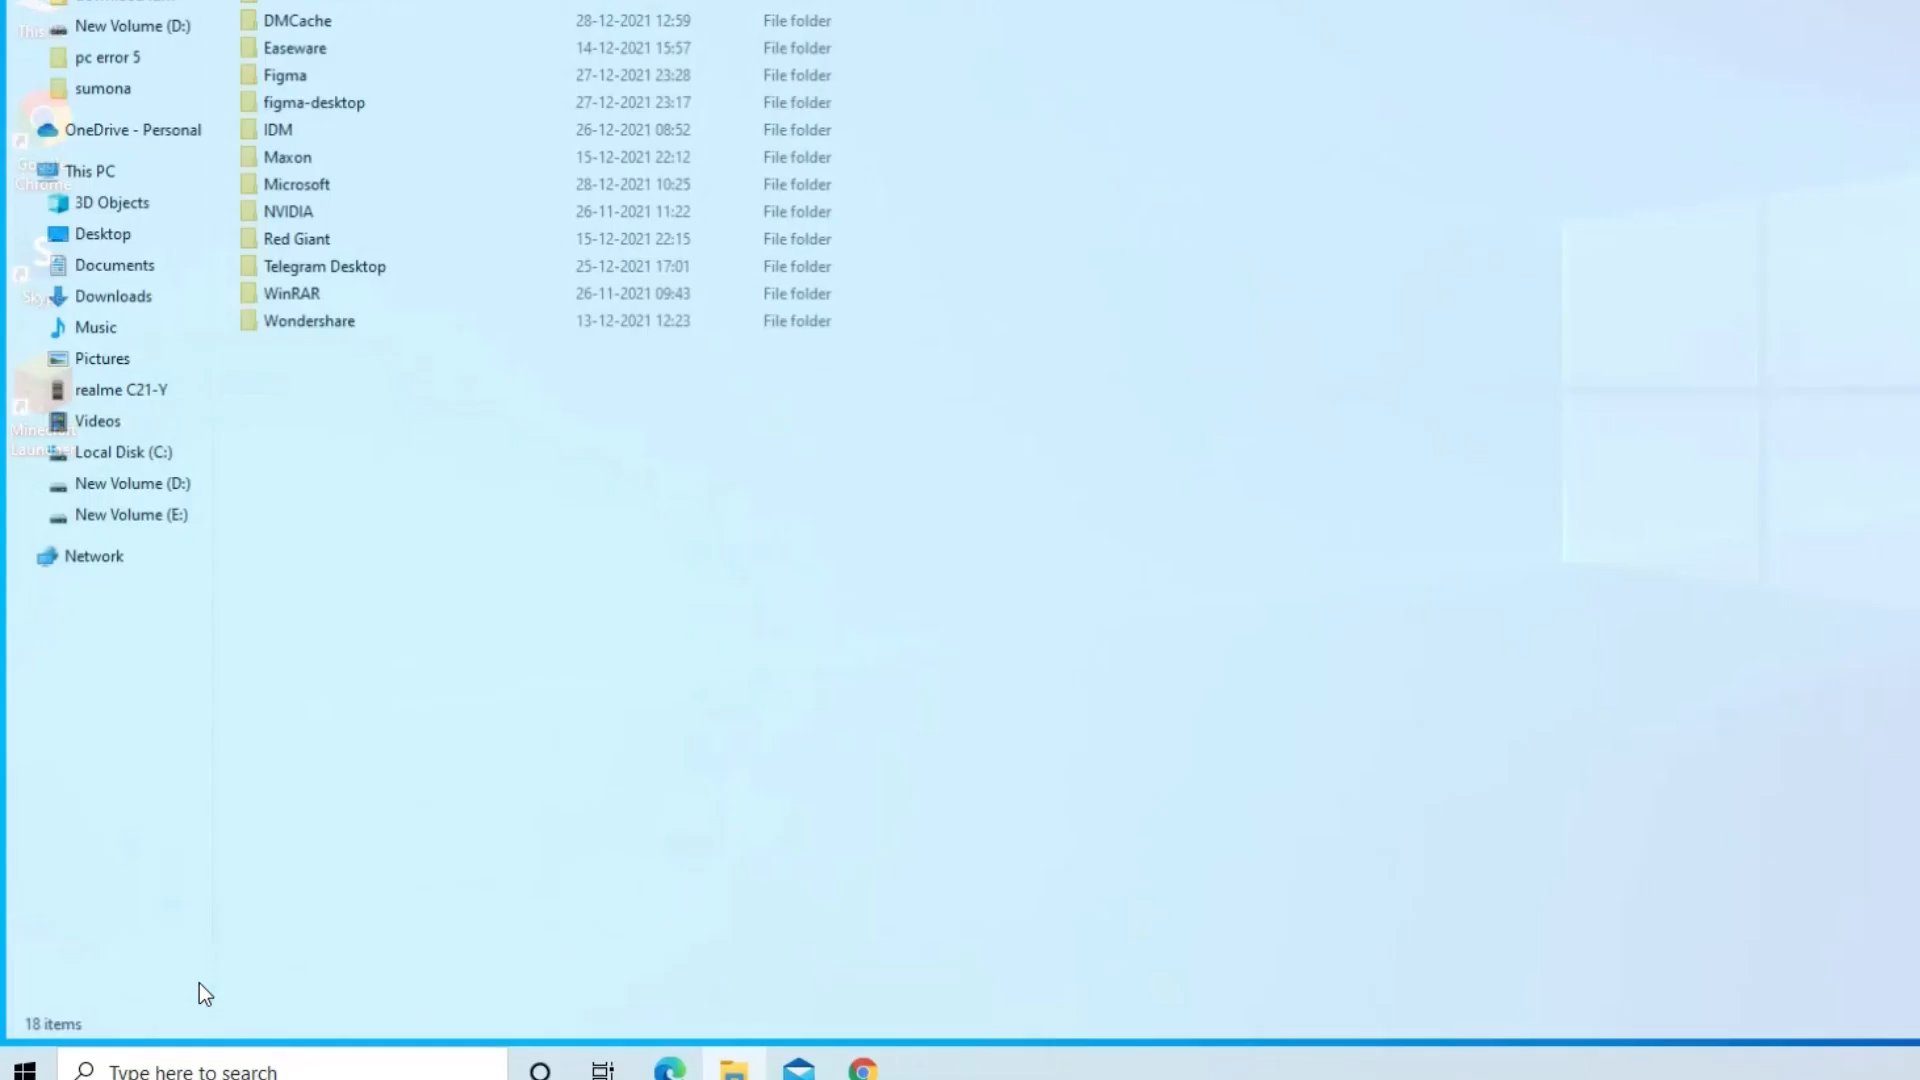 New Volume (D:)
pc error 5
sumona
OneDrive - Personal
This PC
3D Objects
Desktop
Documents
Downloads
Music
Pictures
realme C21-Y
Videos
Local Disk (C:)
New Volume (D:)
New Volume (E:)
Network
DMCache 28-12-2021 12:59 File folder
Easeware 14-12-2021 15:57 File folder
Figma 27-12-2021 23:28 File folder
figma-desktop 27-12-2021 23:17 File folder
IDM 26-12-2021 08:52 File folder
Maxon 15-12-2021 22:12 File folder
Microsoft 28-12-2021 10:25 File folder
NVIDIA 26-11-2021 11:22 File folder
Red Giant 15-12-2021 22:15 File folder
Telegram Desktop 25-12-2021 17:01 File folder
WinRAR 26-11-2021 09:43 File folder
Wondershare 13-12-2021 12:23 File folder
Chrome
18 items
Type here to search